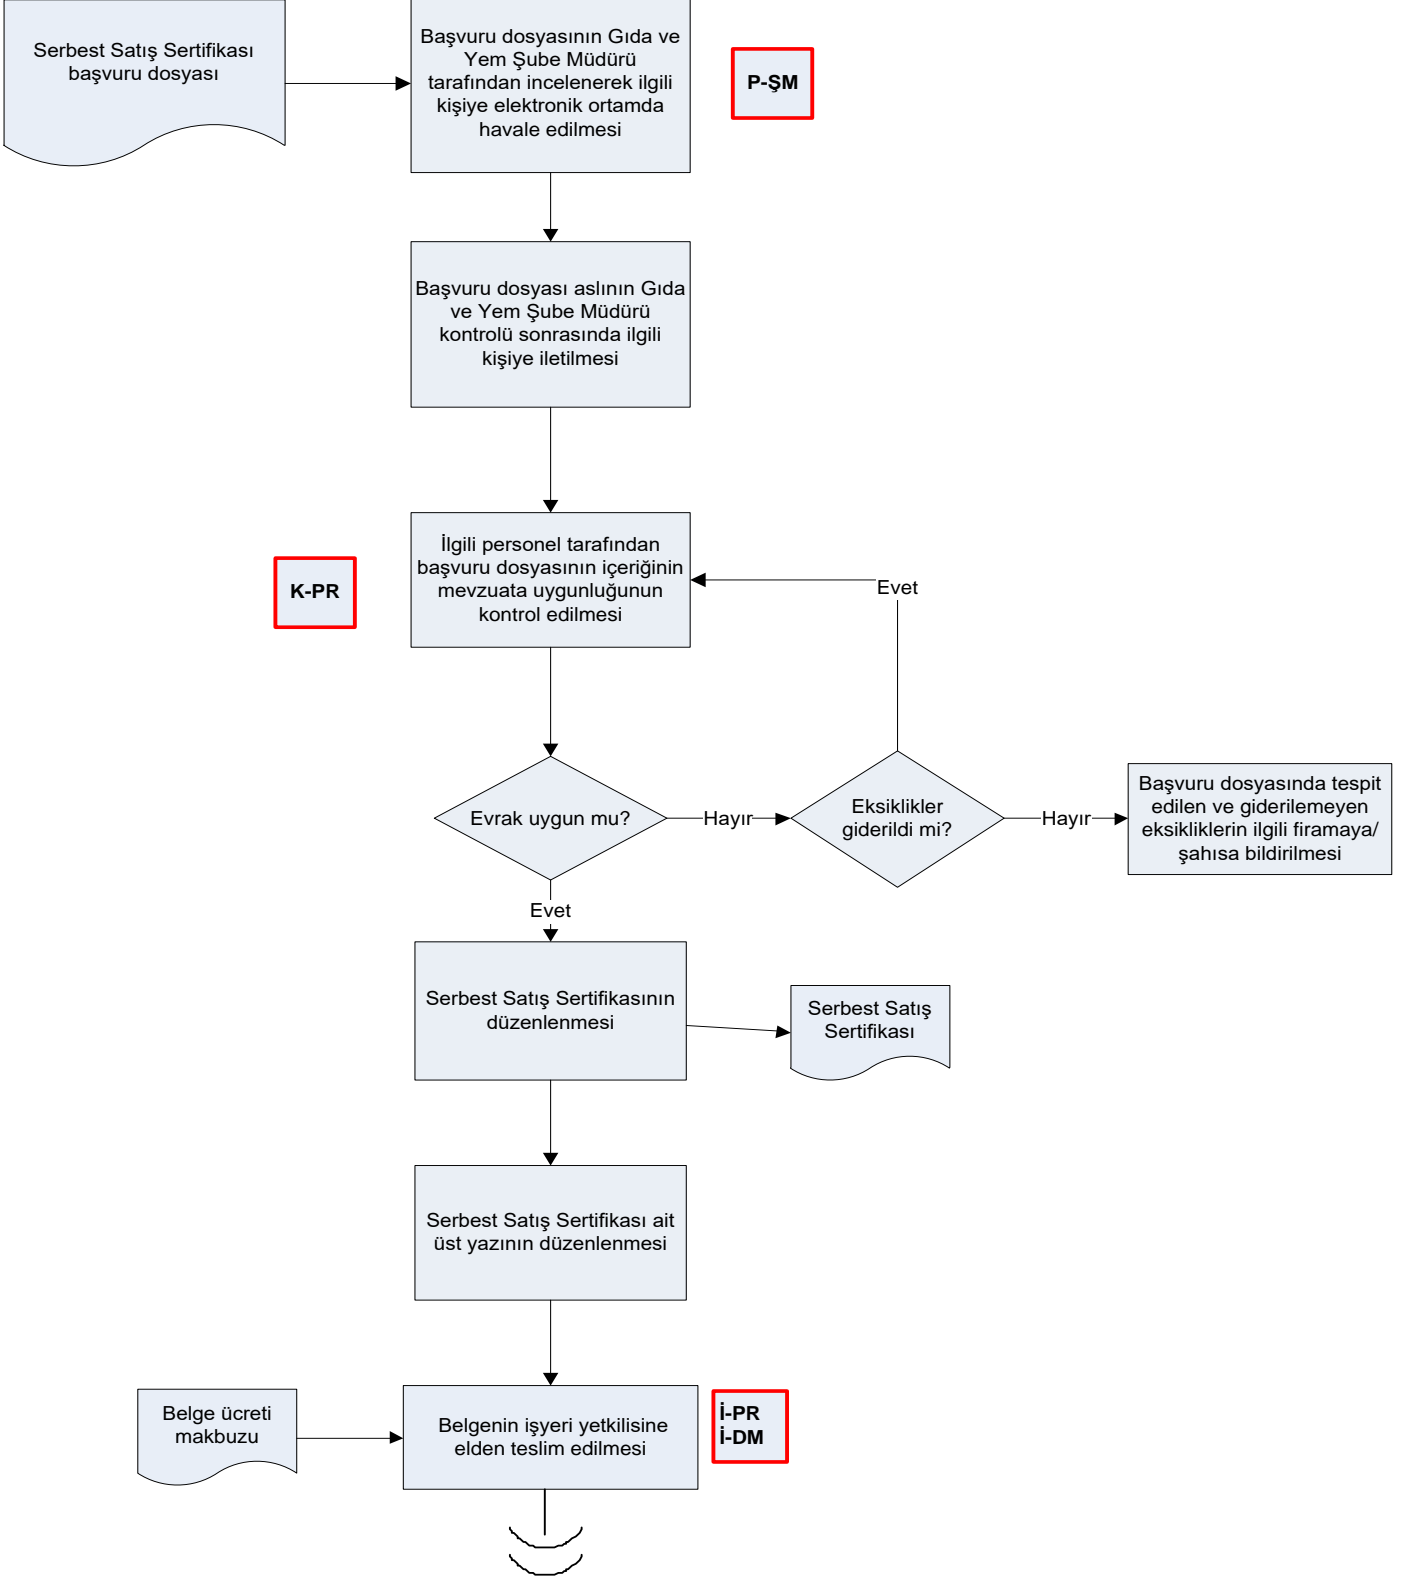 Serbest Satış Sertifikası
başvuru dosyası
Başvuru dosyasının Gıda ve
Yem Şube Müdürü
tarafından incelenerek ilgili
kişiye elektronik ortamda
havale edilmesi
P-ŞM
Başvuru dosyası aslının Gıda
ve Yem Şube Müdürü
kontrolü sonrasında ilgili
kişiye iletilmesi
İlgili personel tarafından
başvuru dosyasının içeriğinin
mevzuata uygunluğunun
kontrol edilmesi
K-PR
Evet
Evrak uygun mu?
Hayır
Eksiklikler
giderildi mi?
Hayır
Başvuru dosyasında tespit
edilen ve giderilemeyen
eksikliklerin ilgili firamaya/
şahısa bildirilmesi
Evet
Serbest Satış Sertifikasının
düzenlenmesi
Serbest Satış
Sertifikası
Serbest Satış Sertifikası ait
üst yazının düzenlenmesi
Belge ücreti
makbuzu
Belgenin işyeri yetkilisine
elden teslim edilmesi
İ-PR
İ-DM